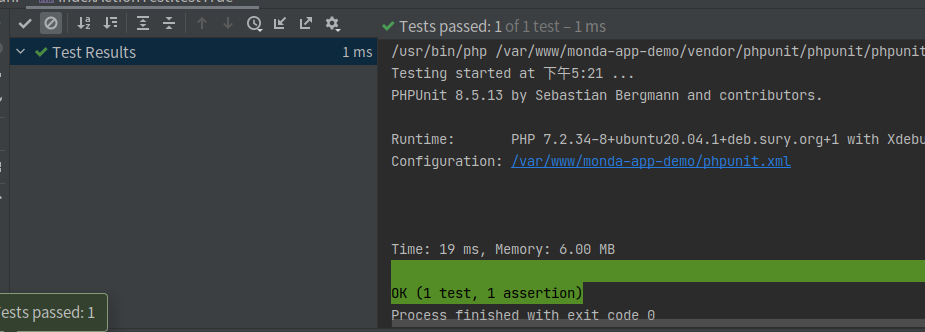 IndexActionTest.testTrue
Test Results 1 ms
Tests passed: 1 of 1 test – 1 ms
/usr/bin/php /var/www/monda-app-demo/vendor/phpunit/phpunit/phpunit
Testing started at 下午5:21 ...
PHPUnit 8.5.13 by Sebastian Bergmann and contributors.
Runtime: PHP 7.2.34-8+ubuntu20.04.1+deb.sury.org+1 with Xdebu
Configuration: /var/www/monda-app-demo/phpunit.xml
Time: 19 ms, Memory: 6.00 MB
OK (1 test, 1 assertion)
Process finished with exit code 0
ests passed: 1